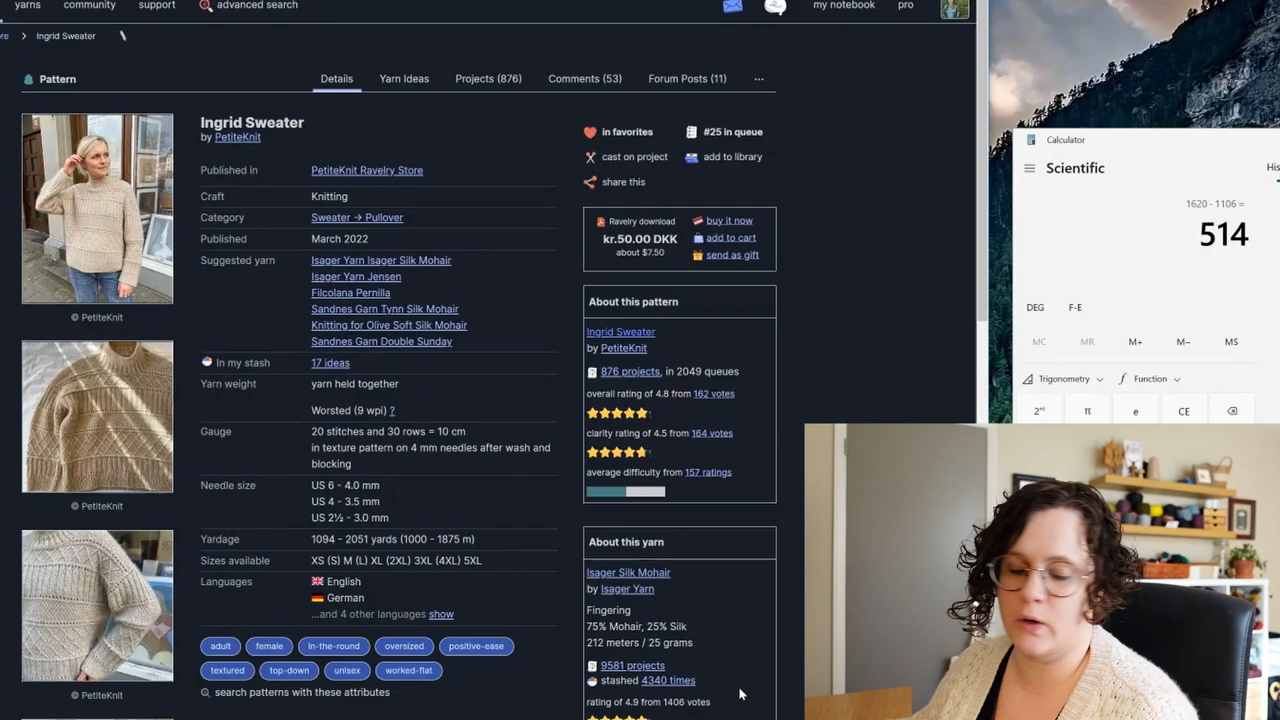 yarns
community
support
advanced search
my notebook
pro
Ingrid Sweater
Pattern
Details
Yarn Ideas
Projects (876)
Comments (53)
Forum Posts (11)
...
Ingrid Sweater
by PetiteKnit
Published in
PetiteKnit Ravelry Store
Craft
Knitting
Category
Sweater → Pullover
Published
March 2022
Suggested yarn
Isager Yarn Isager Silk Mohair
Isager Yarn Jensen
Filcolana Pernilla
Sandnes Garn Tynn Silk Mohair
Knitting for Olive Soft Silk Mohair
Sandnes Garn Double Sunday
In my stash
17 ideas
Yarn weight
yarn held together
Worsted (9 wpi) ?
Gauge
20 stitches and 30 rows = 10 cm
in texture pattern on 4 mm needles after wash and
blocking
Needle size
US 6 - 4.0 mm
US 4 - 3.5 mm
US 2½ - 3.0 mm
Yardage
1094 - 2051 yards (1000 - 1875 m)
Sizes available
XS (S) M (L) XL (2XL) 3XL (4XL) 5XL
Languages
English
German
...and 4 other languages show
adult
female
in-the-round
oversized
positive-ease
textured
top-down
unisex
worked-flat
search patterns with these attributes
© PetiteKnit
© PetiteKnit
© PetiteKnit
in favorites
#25 in queue
cast on project
add to library
share this
Ravelry download
kr.50.00 DKK
about $7.50
buy it now
add to cart
send as gift
About this pattern
Ingrid Sweater
by PetiteKnit
876 projects, in 2049 queues
overall rating of 4.8 from 162 votes
clarity rating of 4.5 from 164 votes
average difficulty from 157 ratings
About this yarn
Isager Silk Mohair
by Isager Yarn
Fingering
75% Mohair, 25% Silk
212 meters / 25 grams
9581 projects
stashed 4340 times
rating of 4.9 from 1406 votes
Calculator
Scientific
1620 - 1106 =
514
DEG
F-E
MC
MR
M+
M−
MS
Trigonometry
Function
2ⁿᵈ
π
e
CE